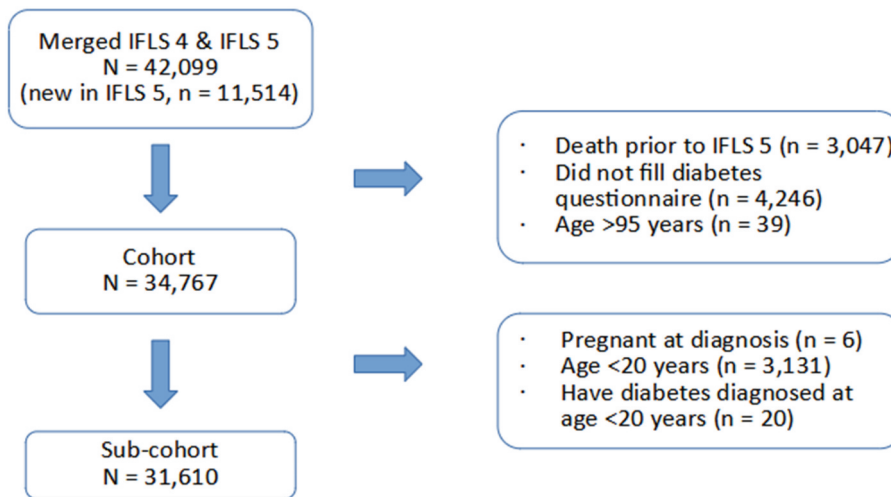 Merged IFLS 4 & IFLS 5
N = 42,099
(new in IFLS 5, n = 11,514)
· Death prior to IFLS 5 (n = 3,047)
· Did not fill diabetes
questionnaire (n = 4,246)
· Age >95 years (n = 39)
Cohort
N = 34,767
· Pregnant at diagnosis (n = 6)
· Age <20 years (n = 3,131)
· Have diabetes diagnosed at
age <20 years (n = 20)
Sub-cohort
N = 31,610